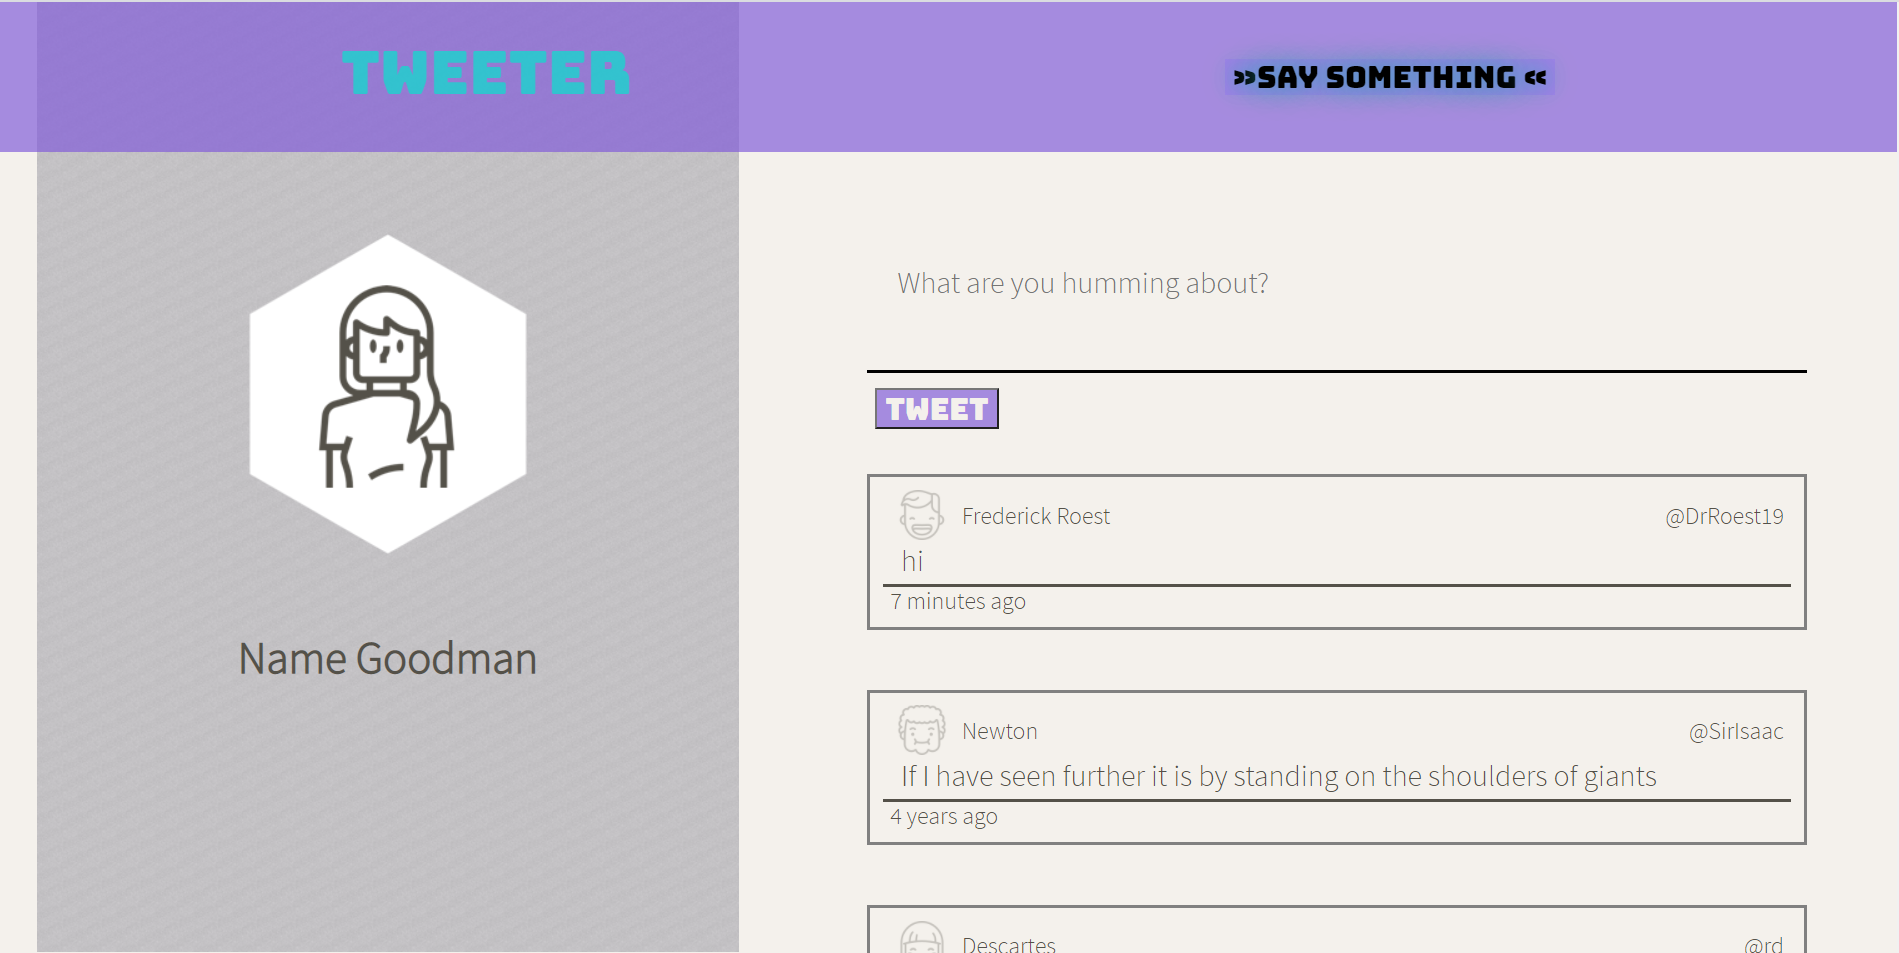 TWEETER
»SAY SOMETHING «
Name Goodman
What are you humming about?
TWEET
Frederick Roest @DrRoest19
hi
7 minutes ago
Newton @SirIsaac
If I have seen further it is by standing on the shoulders of giants
4 years ago
Descartes @rd